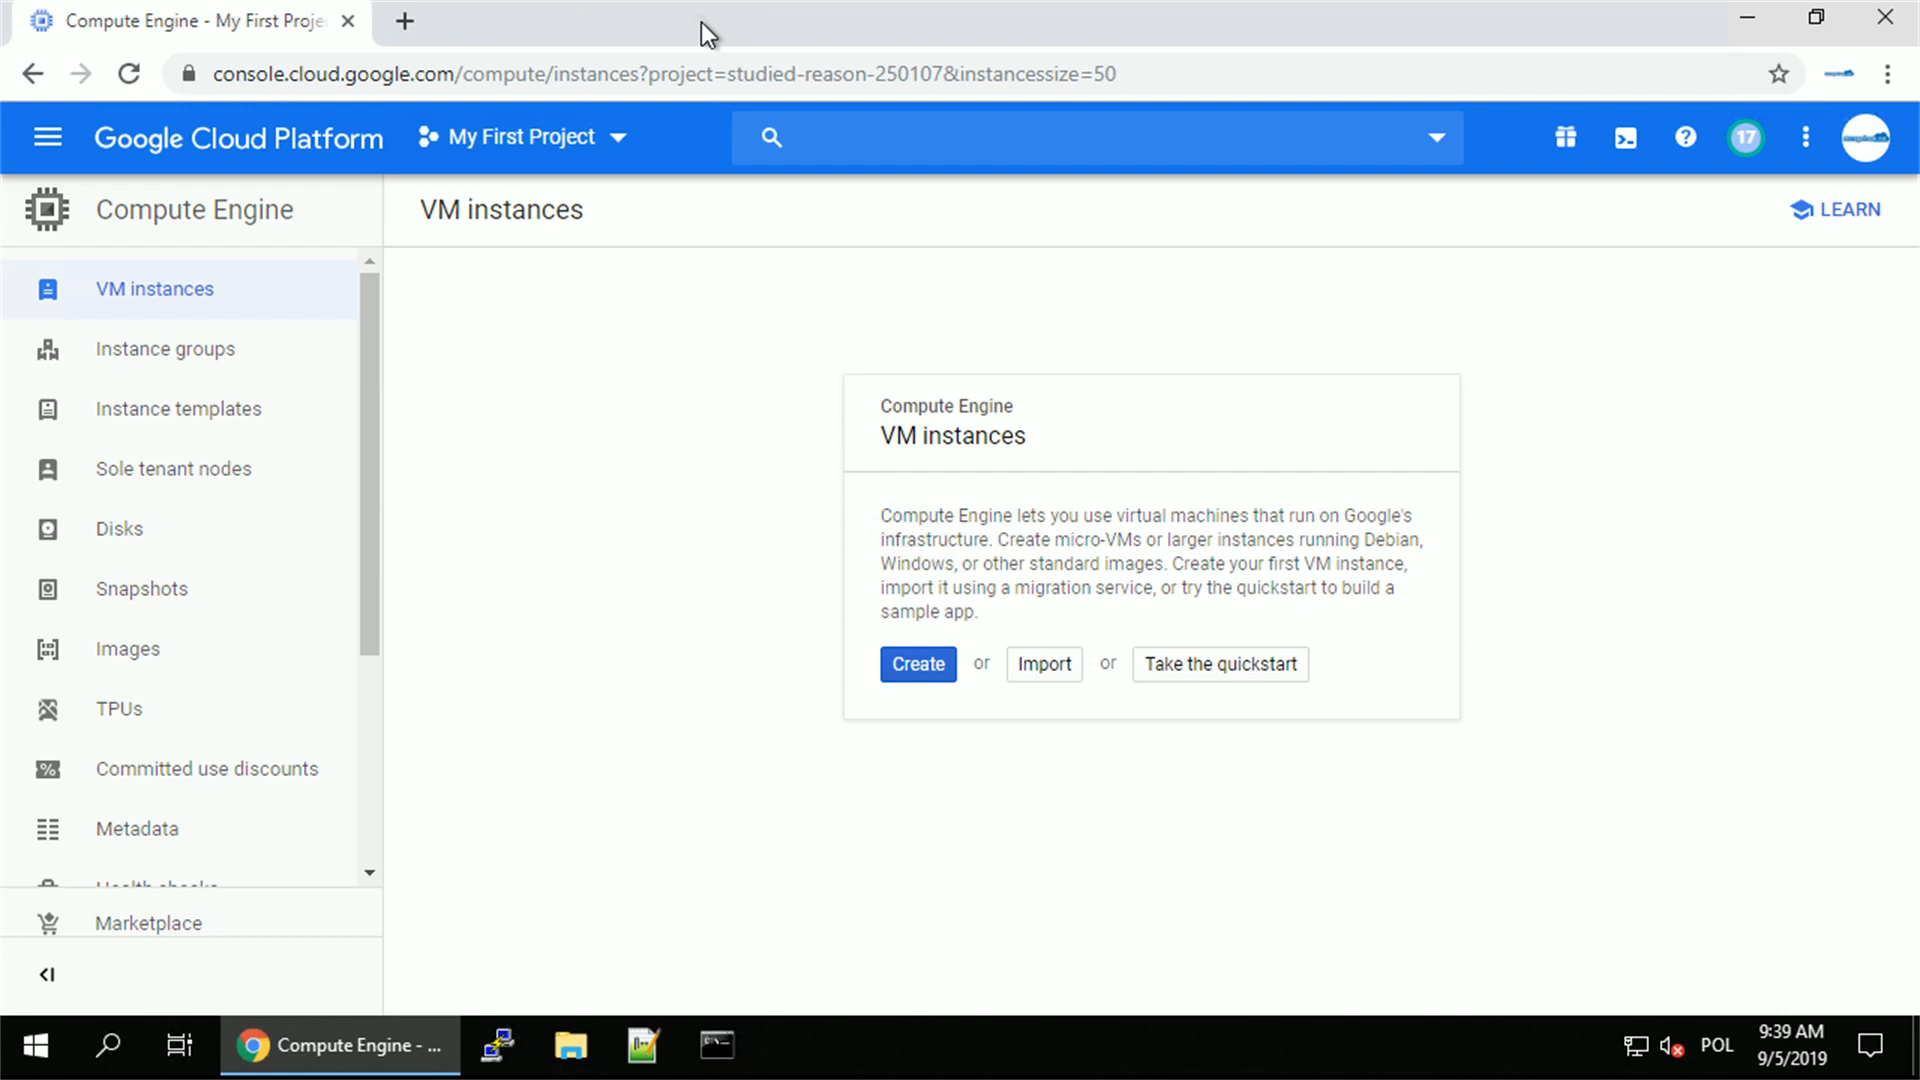 Compute Engine - My First Proje
console.cloud.google.com/compute/instances?project=studied-reason-250107&instancessize=50
Google Cloud Platform
My First Project
17
Compute Engine
VM instances
LEARN
VM instances
Instance groups
Instance templates
Sole tenant nodes
Disks
Snapshots
Images
TPUs
Committed use discounts
Metadata
Health checks
Marketplace
Compute Engine
VM instances
Compute Engine lets you use virtual machines that run on Google's
infrastructure. Create micro-VMs or larger instances running Debian,
Windows, or other standard images. Create your first VM instance,
import it using a migration service, or try the quickstart to build a
sample app.
Create or Import or Take the quickstart
Compute Engine - ...
POL
9:39 AM
9/5/2019